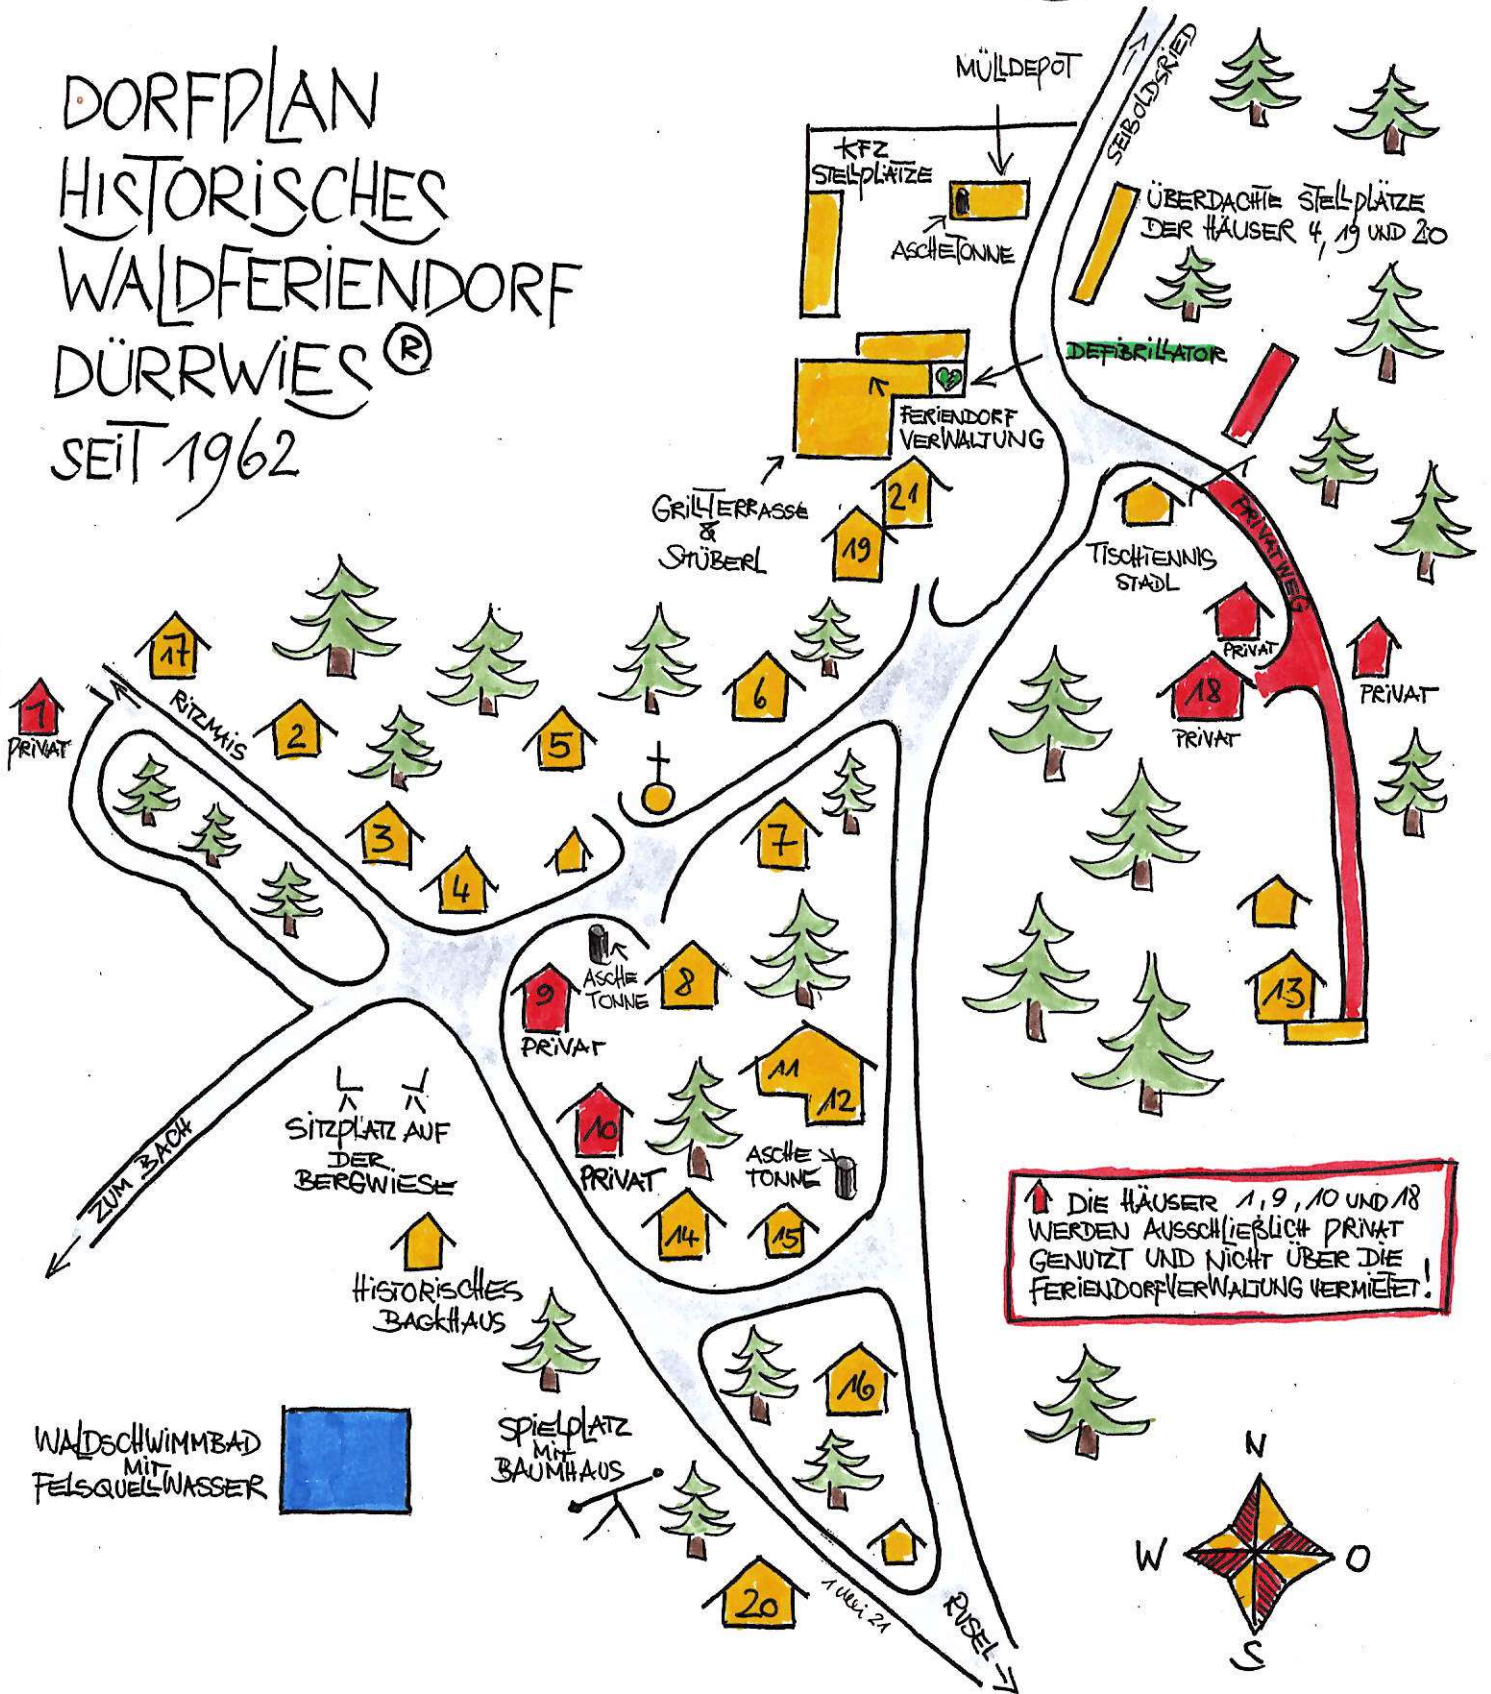 DORFPLAN
HISTORISCHES
WALDFERIENDORF
DÜRRWIES ®
SEIT 1962
MÜLLDEPOT
SEIBOLDSRIED
KFZ
STELLPLÄTZE
ASCHETONNE
ÜBERDACHTE STELLPLÄTZE
DER HÄUSER 4, 19 UND 20
DEFIBRILLATOR
FERIENDORF
VERWALTUNG
GRILLTERRASSE
&
STÜBERL
21
19
TISCHTENNIS
STADL
PRIVATWEG
PRIVAT
18
PRIVAT
PRIVAT
17
RITZMAIS
1
PRIVAT
2
5
6
3
4
7
ASCHE
TONNE
8
9
PRIVAT
13
11
12
10
PRIVAT
ASCHE
TONNE
14
15
SITZPLATZ AUF
DER
BERGWIESE
ZUM BACH
HISTORISCHES
BACKHAUS
DIE HÄUSER 1, 9, 10 UND 18
WERDEN AUSSCHLIEßLICH PRIVAT
GENUTZT UND NICHT ÜBER DIE
FERIENDORFVERWALTUNG VERMIETET!
16
WALDSCHWIMMBAD
MIT
FELSQUELLWASSER
SPIELPLATZ
MIT
BAUMHAUS
20
RUSEL
N
W
O
S